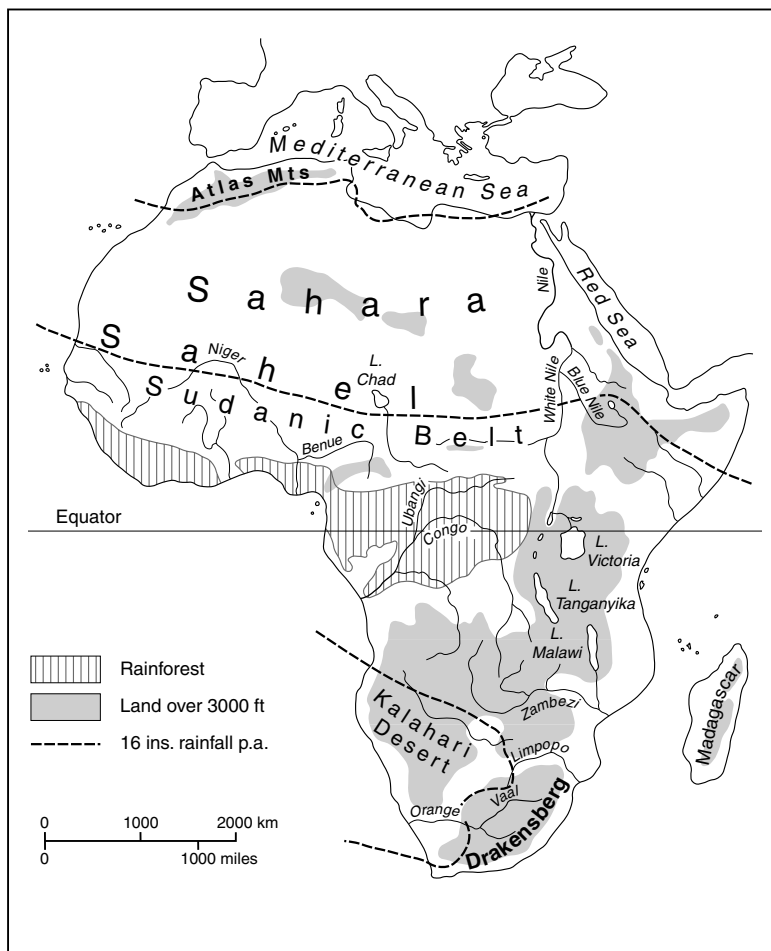 Mediterranean Sea
Atlas Mts
Sahara
Nile
Red Sea
Sahel
Niger
L.
Chad
White Nile
Blue Nile
Sudanic Belt
Benue
Ubangi
Equator
Congo
L.
Victoria
L.
Tanganyika
L.
Malawi
Rainforest
Land over 3000 ft
16 ins. rainfall p.a.
Kalahari
Desert
Zambezi
Madagascar
Limpopo
Vaal
Orange
Drakensberg
0 1000 2000 km
0 1000 miles